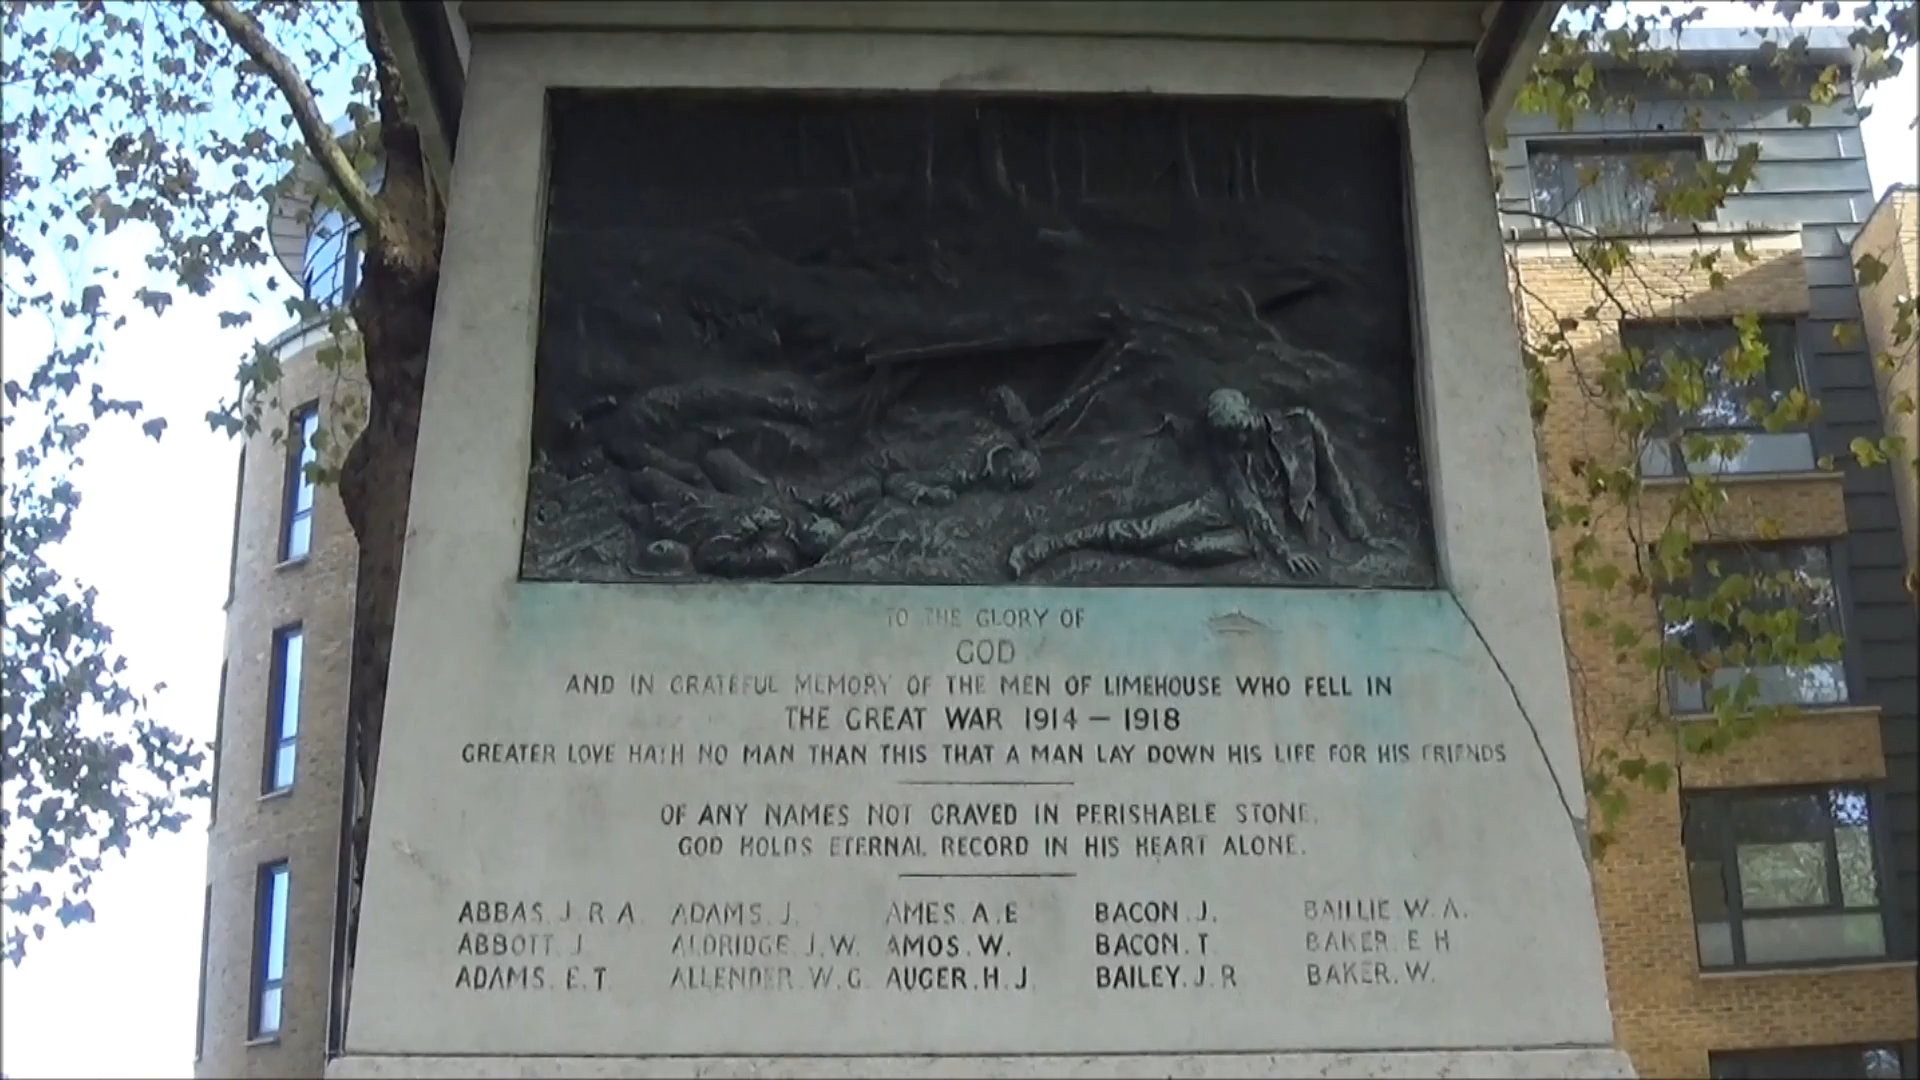 TO THE GLORY OF
GOD
AND IN GRATEFUL MEMORY OF THE MEN OF LIMEHOUSE WHO FELL IN
THE GREAT WAR 1914 — 1918
GREATER LOVE HATH NO MAN THAN THIS THAT A MAN LAY DOWN HIS LIFE FOR HIS FRIENDS
OF ANY NAMES NOT GRAVED IN PERISHABLE STONE,
GOD HOLDS ETERNAL RECORD IN HIS HEART ALONE.
ABBAS. J. R. A. ADAMS. J. AMES. A. E BACON. J. BAILLIE. W. A.
ABBOTT. J ALDRIDGE. J. W. AMOS. W. BACON. T BAKER. E. H
ADAMS. E. T. ALLENDER. W. G. AUGER. H. J. BAILEY. J. R BAKER. W.